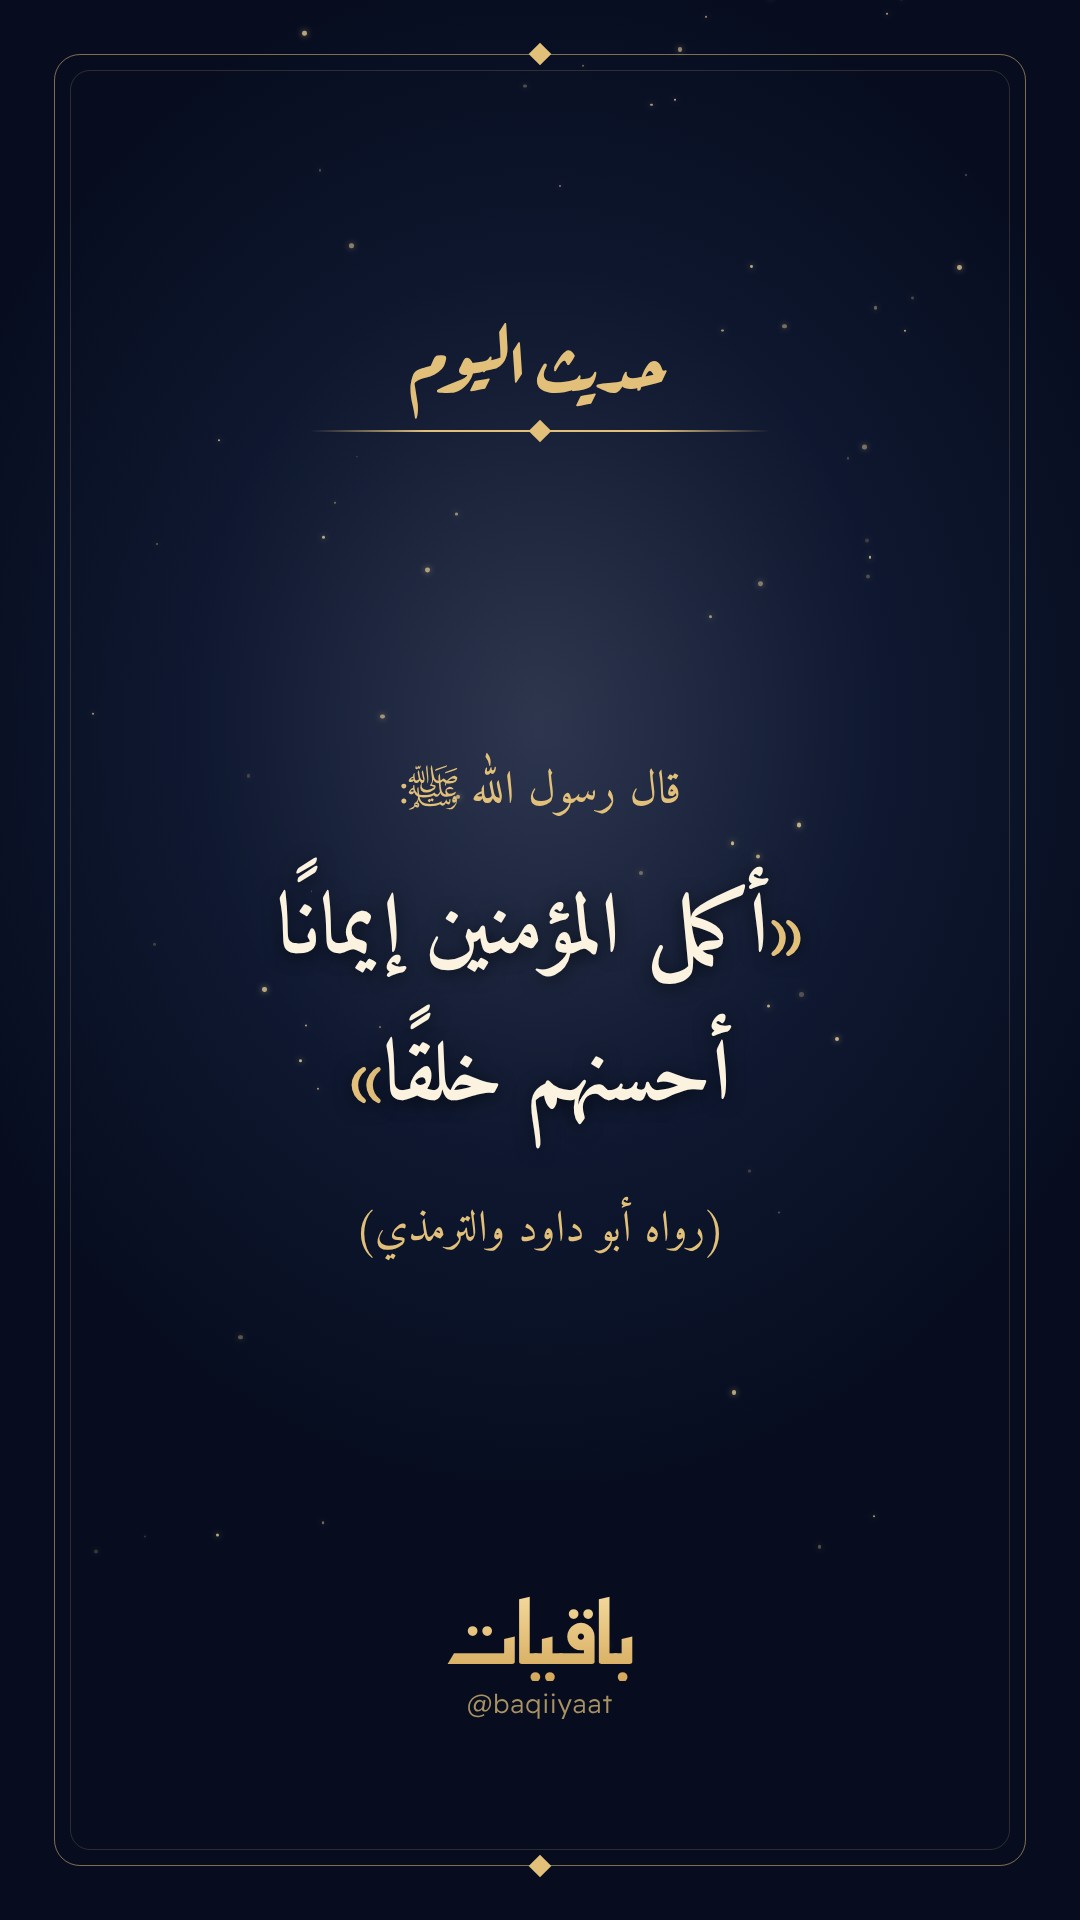 حديث اليوم
قال رسول الله ﷺ:
«أكمل المؤمنين إيمانًا
أحسنهم خلقًا»
(رواه أبو داود والترمذي)
باقيات
@baqiiyaat